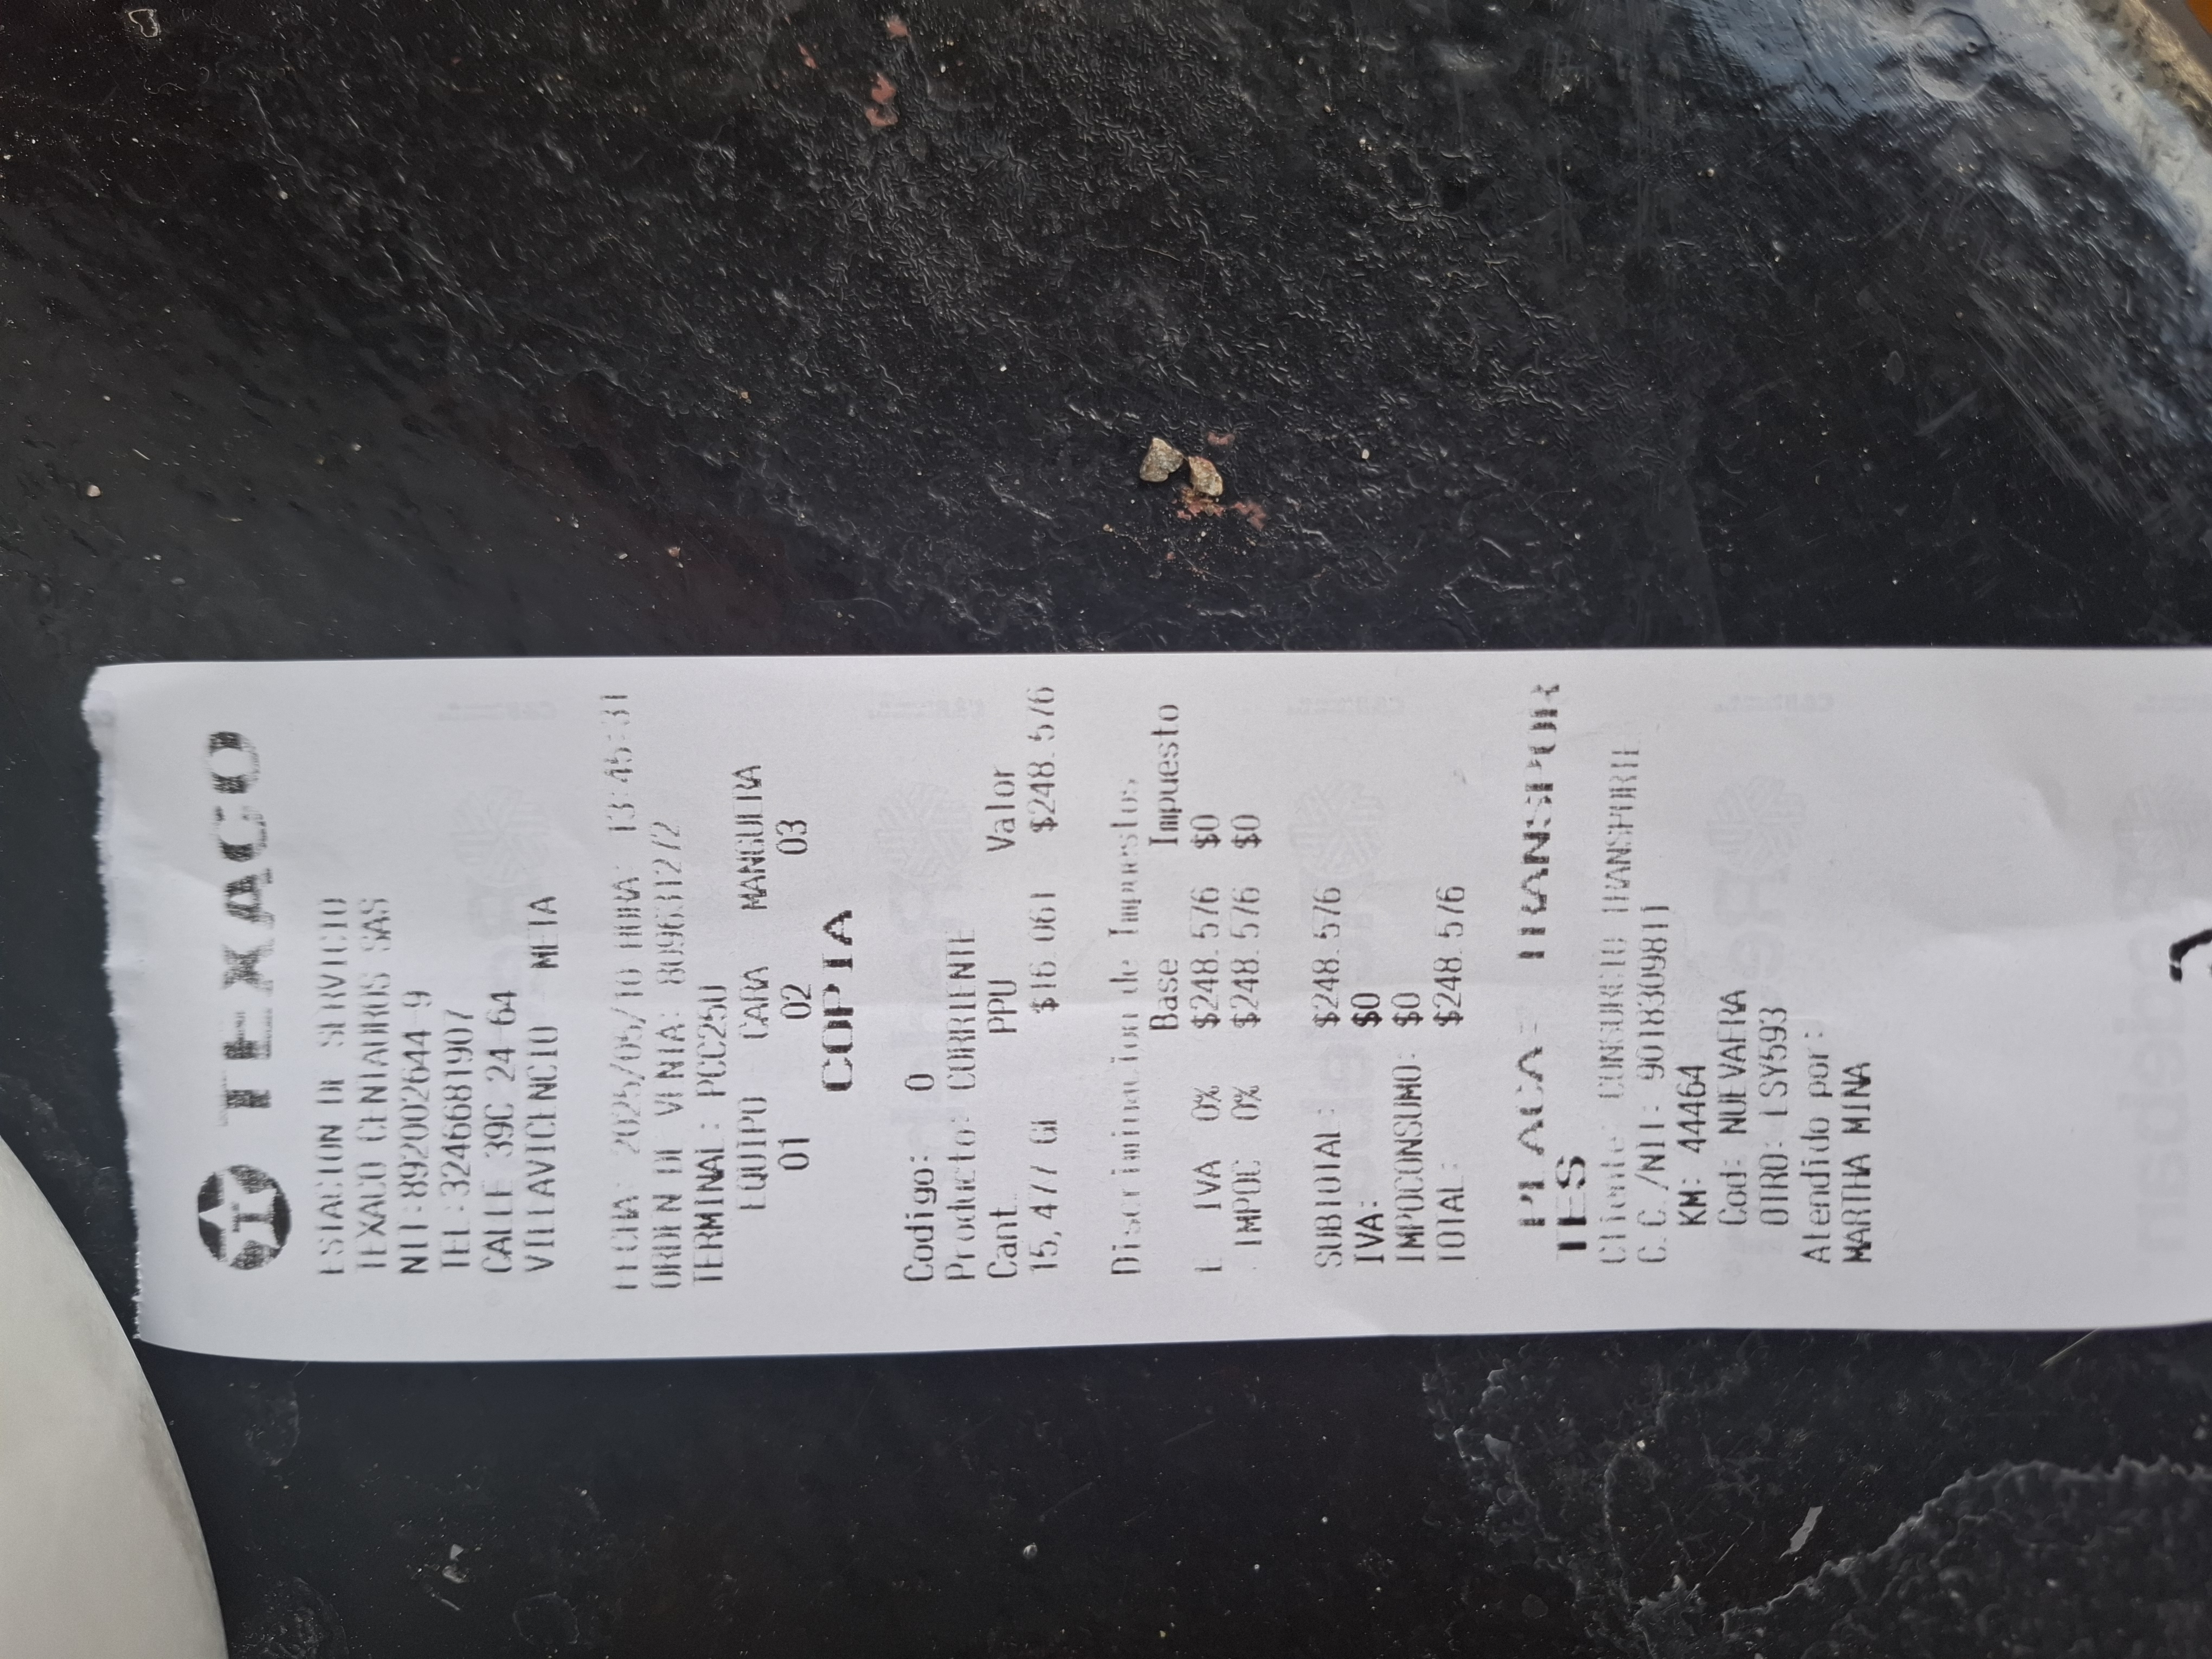 TEXACO
ESTACION DE SERVICIO
TEXACO CENTAUROS SAS
NIT:892002644-9
TEL:3246681907
CALLE 39C 24 64
VILLAVICENCIO META
FECHA: 2025/05/10 HORA: 13:45:31
ORDEN DE VENTA: 809631272
TERMINAL: PCC250
EQUIPO CARA MANGUERA
01 02 03
COPIA
Codigo: 0
Producto: CORRIENTE
Cant. PPU Valor
15,477 Gl $16.061 $248.576
Discriminacion de Impuestos
Base Impuesto
IVA 0% $248.576 $0
IMPOC 0% $248.576 $0
SUBTOTAL: $248.576
IVA: $0
IMPOCONSUMO: $0
TOTAL: $248.576
PLACA= TRANSPOR
TES
Cliente: CONSORCIO TRANSPORTE
C.C./NIT: 901830981
KM: 44464
Cod: NUEVAERA
OTRO: LSY593
Atendido por:
MARTHA MINA